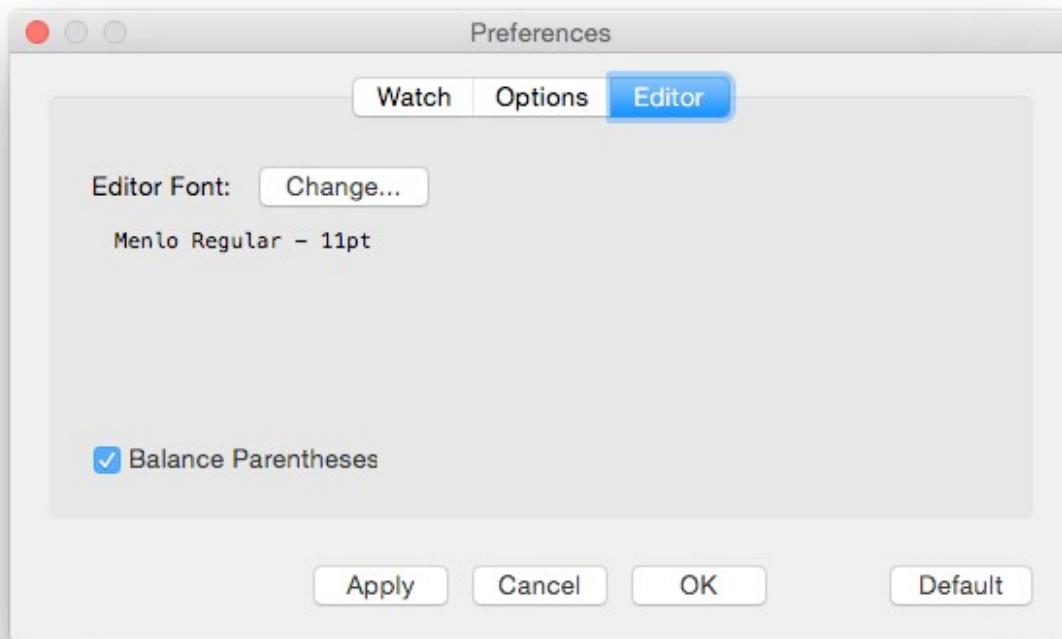 Preferences
Watch Options Editor
Editor Font: Change...
Menlo Regular – 11pt
Balance Parentheses
Apply Cancel OK Default